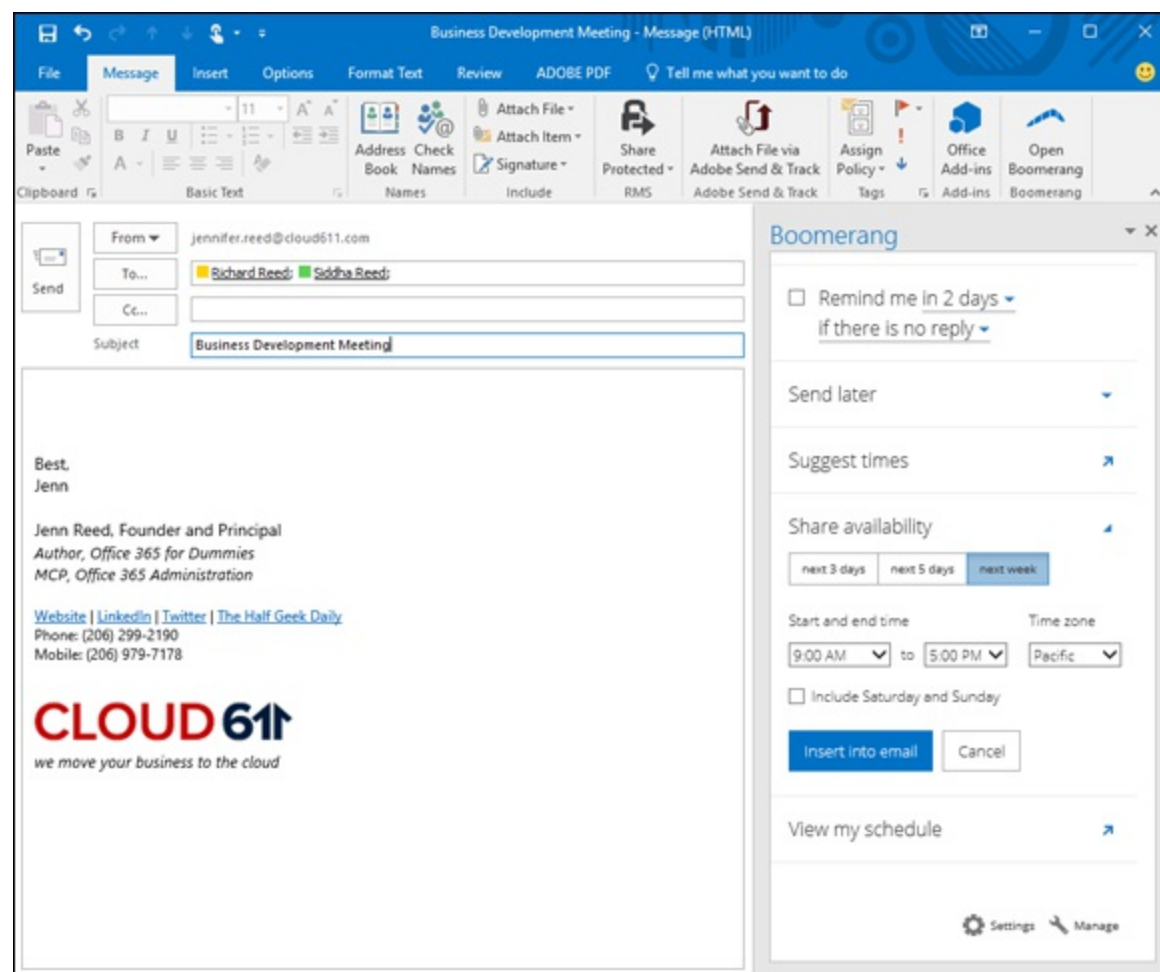 Business Development Meeting - Message (HTML)
File Message Insert Options Format Text Review ADOBE PDF Tell me what you want to do
Paste
Clipboard
11 A A
B I U
A
Basic Text
Address Book
Check Names
Names
Attach File
Attach Item
Signature
Include
Share Protected
RMS
Attach File via Adobe Send & Track
Adobe Send & Track
Assign Policy
Tags
Office Add-ins
Add-ins
Open Boomerang
Boomerang
Send
From jennifer.reed@cloud611.com
To... Richard Reed; Siddha Reed;
Cc...
Subject Business Development Meeting
Best,
Jenn
Jenn Reed, Founder and Principal
Author, Office 365 for Dummies
MCP, Office 365 Administration
Website | LinkedIn | Twitter | The Half Geek Daily
Phone: (206) 299-2190
Mobile: (206) 979-7178
CLOUD 611
we move your business to the cloud
Boomerang
Remind me in 2 days
if there is no reply
Send later
Suggest times
Share availability
next 3 days next 5 days next week
Start and end time Time zone
9:00 AM to 5:00 PM Pacific
Include Saturday and Sunday
Insert into email Cancel
View my schedule
Settings Manage